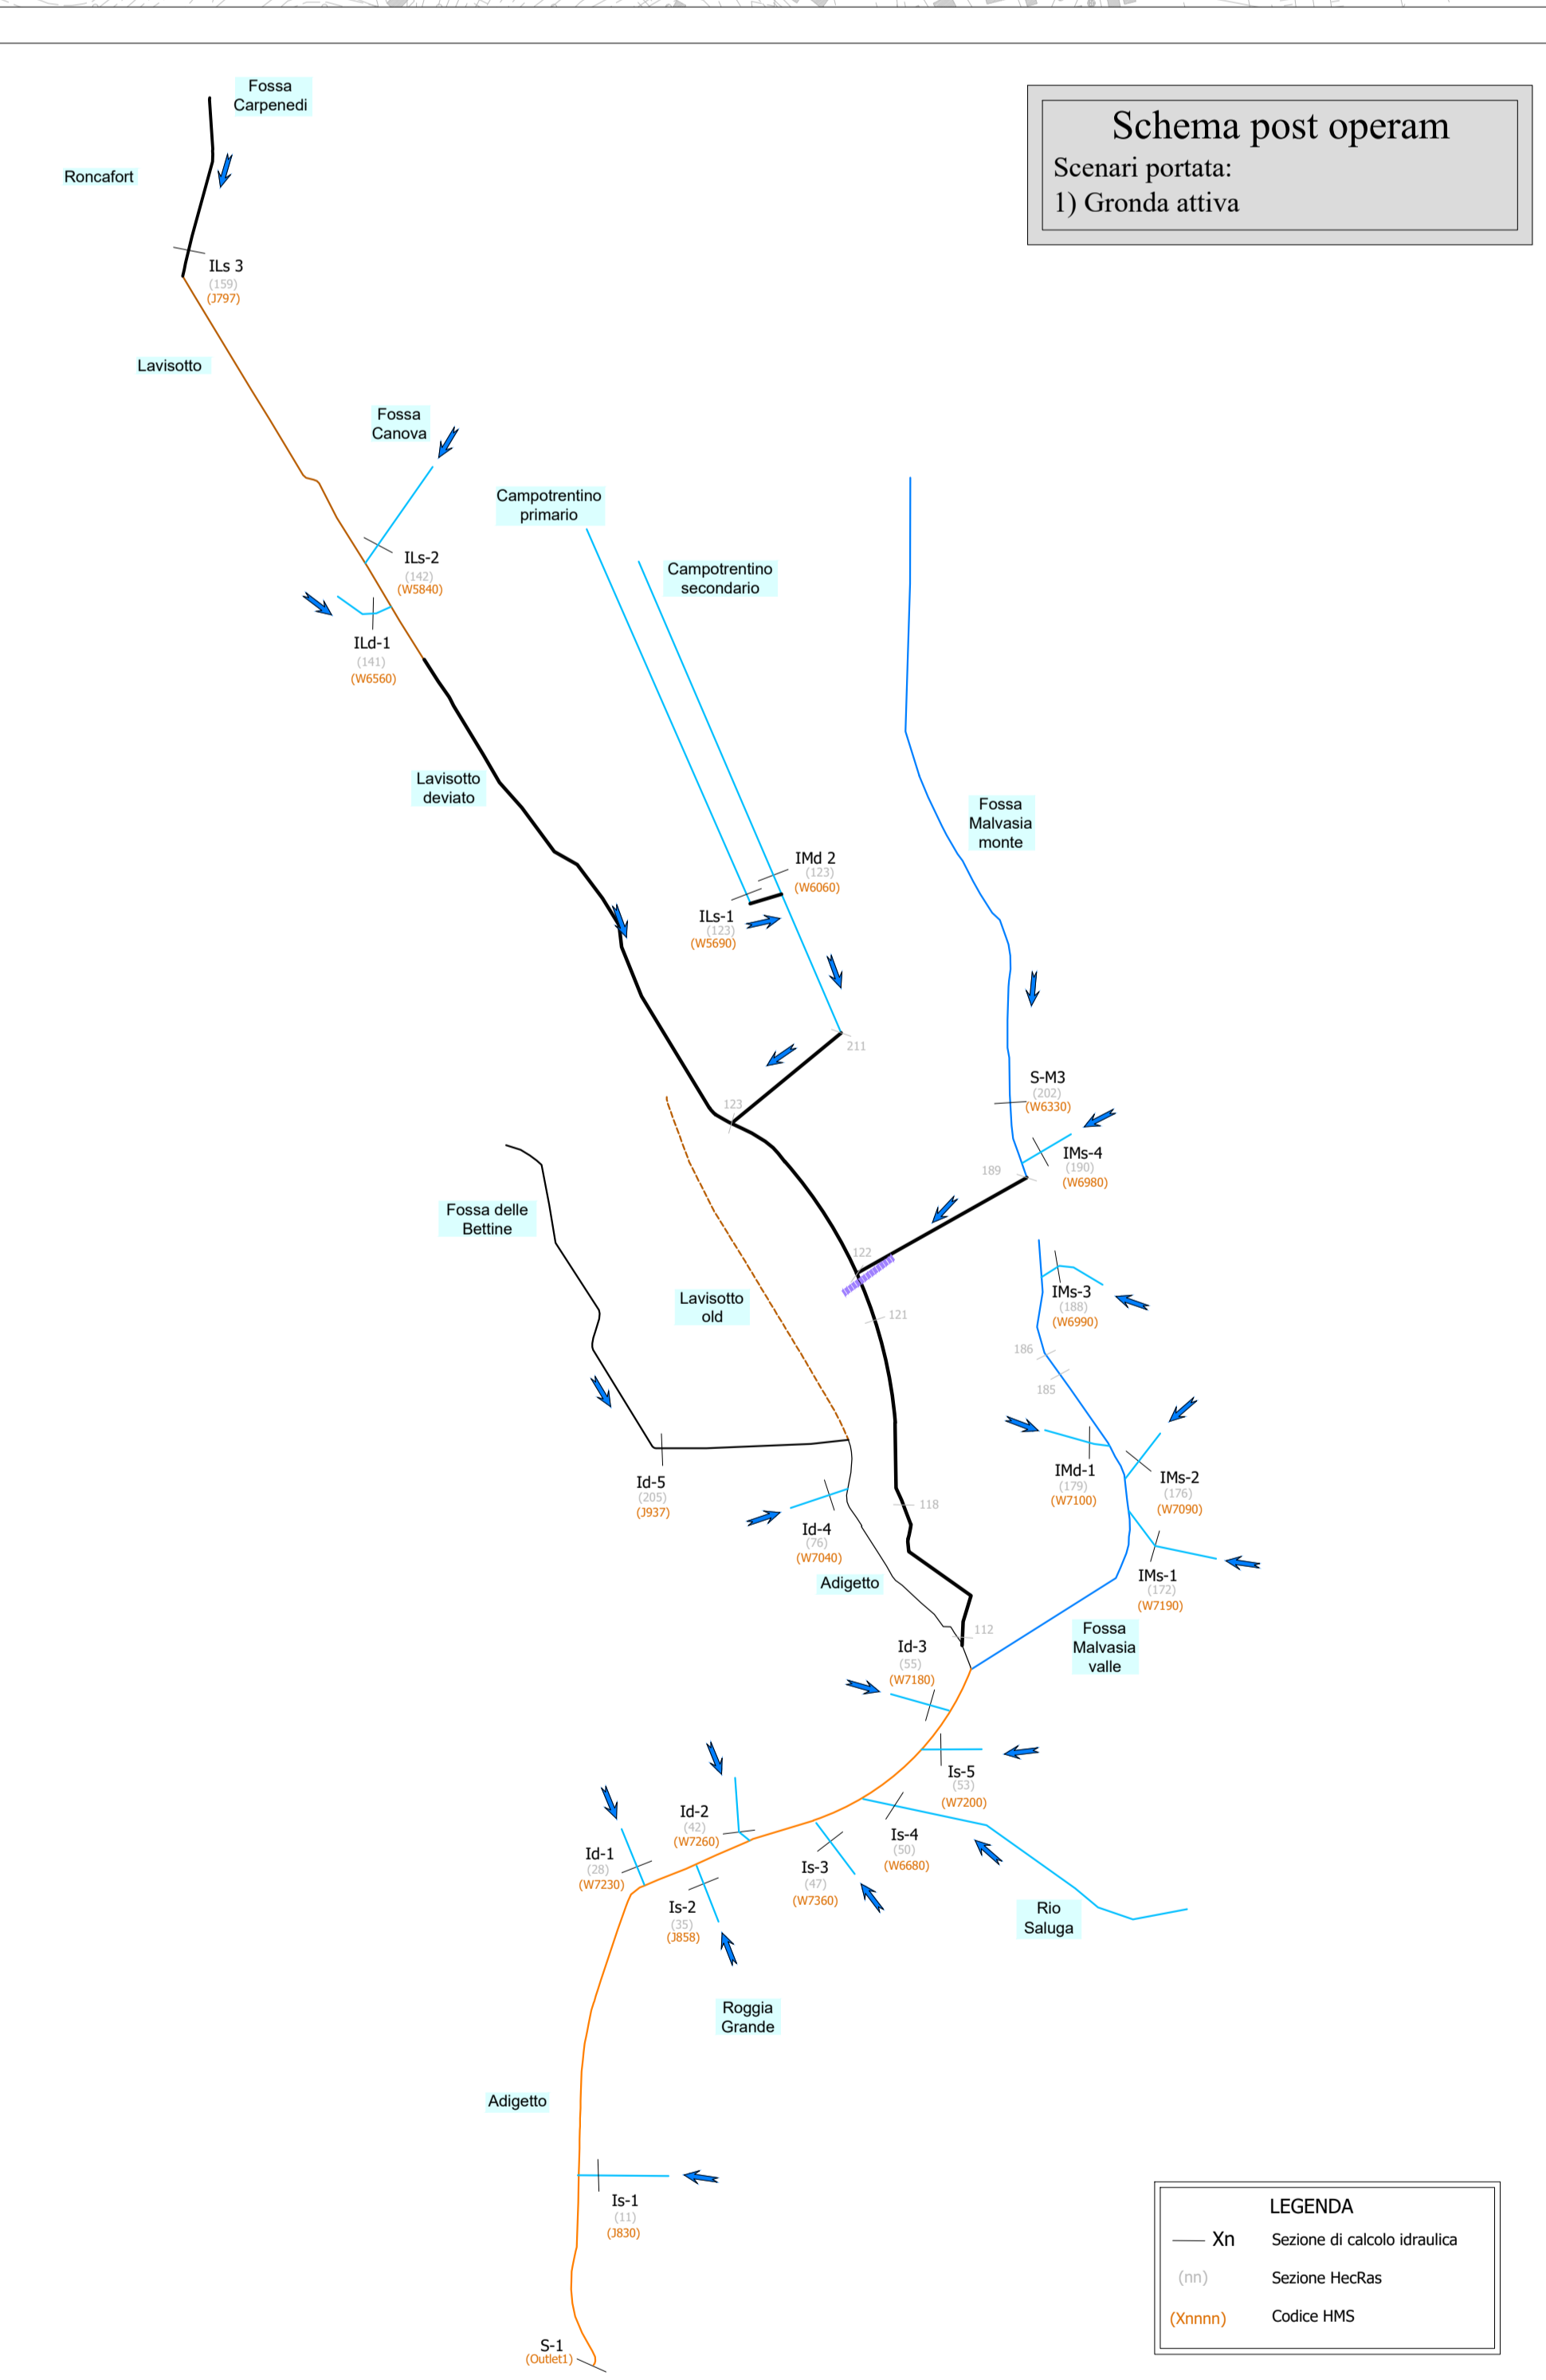 Schema post operam
Scenari portata:
1) Gronda attiva
Fossa
Carpenedi
Roncafort
ILs 3
(159)
(J797)
Lavisotto
Fossa
Canova
ILs-2
(142)
(W5840)
ILd-1
(141)
(W6560)
Campotrentino
primario
Campotrentino
secondario
Lavisotto
deviato
Fossa
Malvasia
monte
IMd 2
(123)
(W6060)
ILs-1
(123)
(W5690)
211
123
S-M3
(202)
(W6330)
IMs-4
(190)
(W6980)
189
Fossa delle
Bettine
122
Lavisotto
old
121
IMs-3
(188)
(W6990)
186
185
Id-5
(205)
(J937)
IMd-1
(179)
(W7100)
IMs-2
(176)
(W7090)
118
Id-4
(76)
(W7040)
Adigetto
IMs-1
(172)
(W7190)
112
Fossa
Malvasia
valle
Id-3
(55)
(W7180)
Is-5
(53)
(W7200)
Id-2
(42)
(W7260)
Is-4
(50)
(W6680)
Id-1
(28)
(W7230)
Is-3
(47)
(W7360)
Is-2
(35)
(J858)
Rio
Saluga
Roggia
Grande
Adigetto
Is-1
(11)
(J830)
S-1
(Outlet1)
LEGENDA
Xn Sezione di calcolo idraulica
(nn) Sezione HecRas
(Xnnnn) Codice HMS